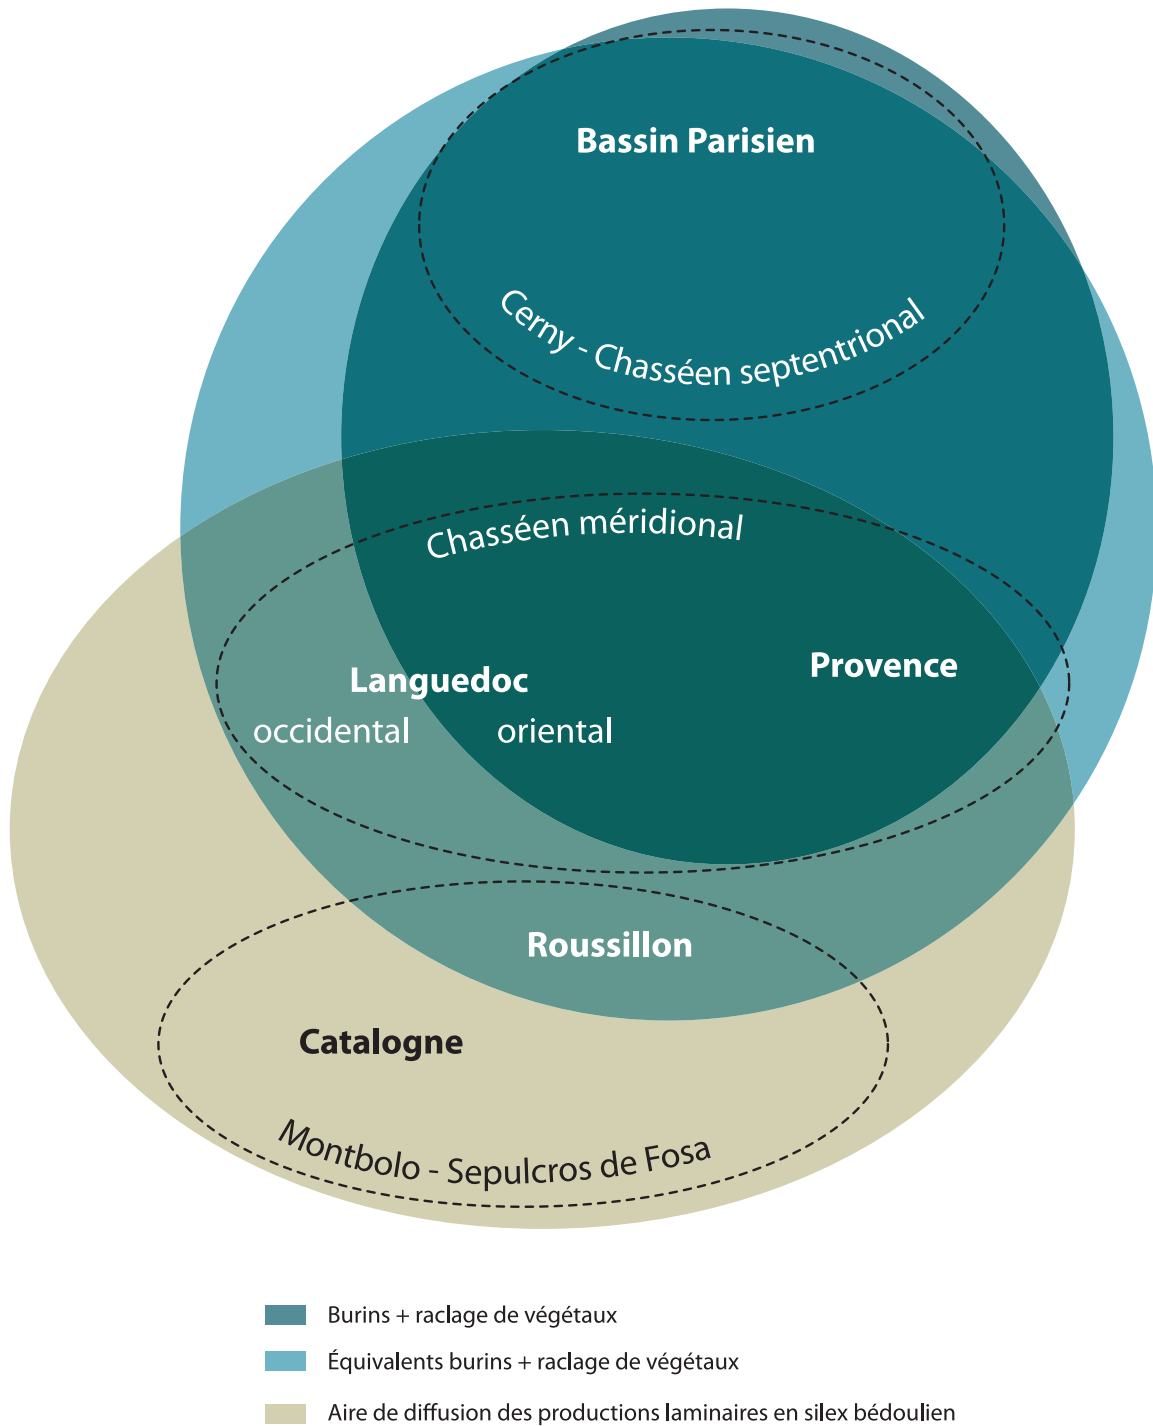 Bassin Parisien
Cerny - Chasséen septentrional
Chasséen méridional
Provence
Languedoc
occidental oriental
Roussillon
Catalogne
Montbolo - Sepulcros de Fosa
Burins + raclage de végétaux
Équivalents burins + raclage de végétaux
Aire de diffusion des productions laminaires en silex bédoulien